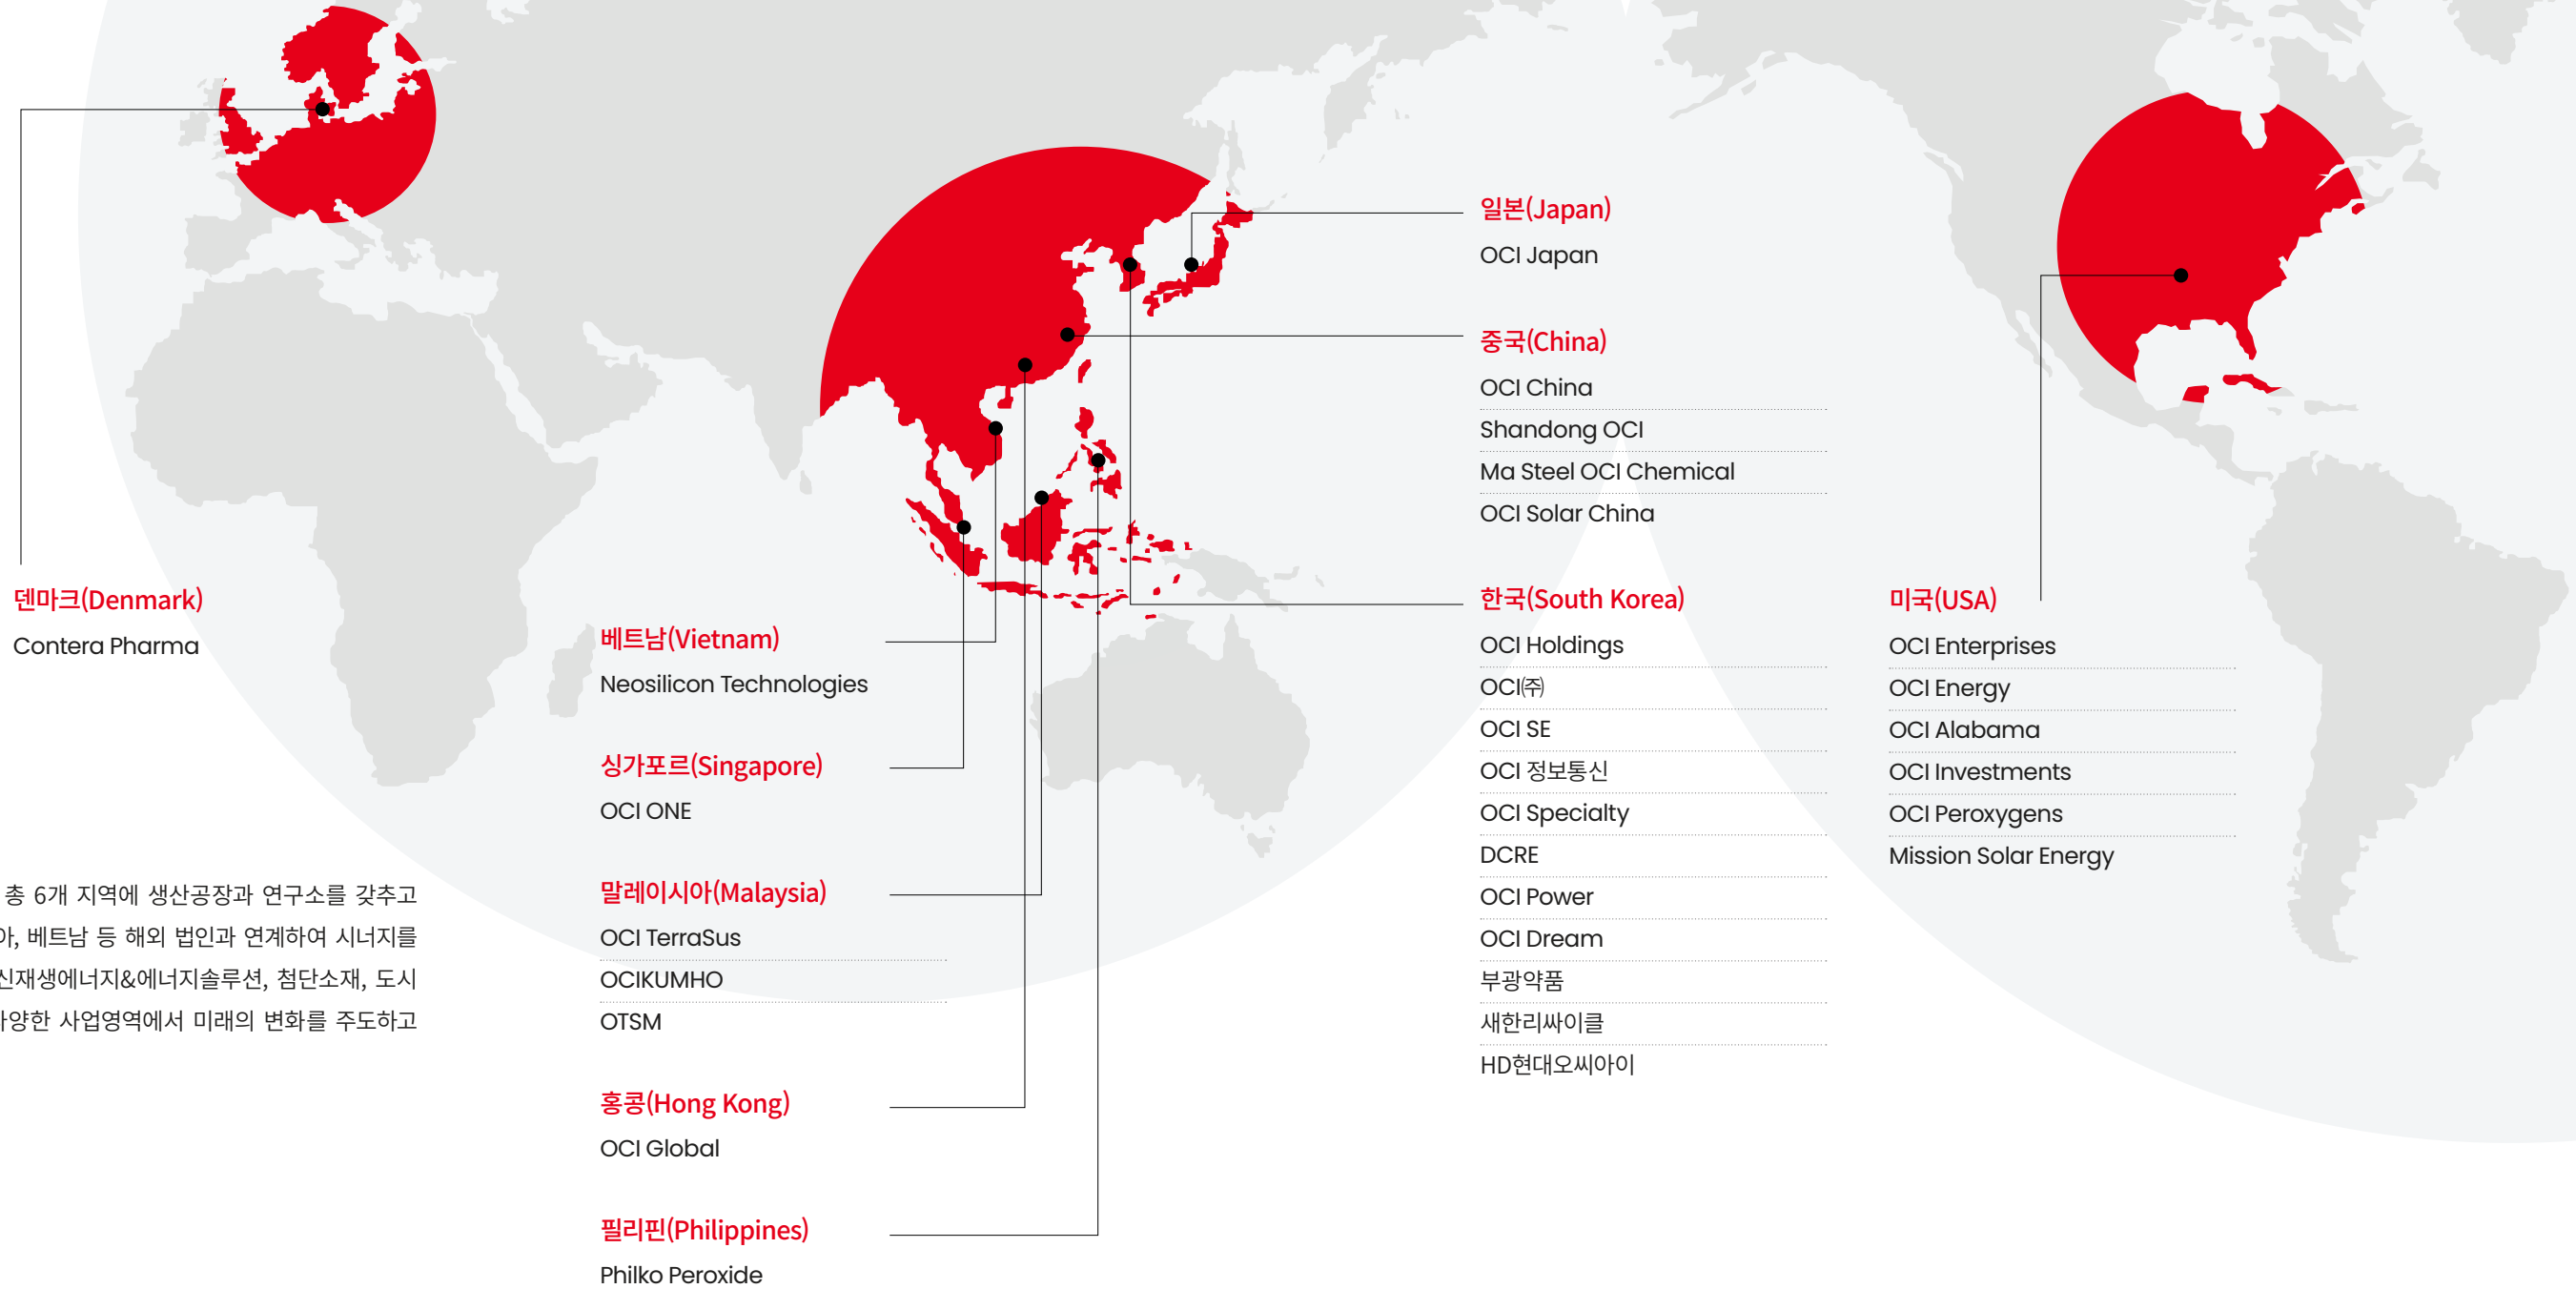 덴마크(Denmark)
Contera Pharma
총 6개 지역에 생산공장과 연구소를 갖추고
아, 베트남 등 해외 법인과 연계하여 시너지를
신재생에너지&에너지솔루션, 첨단소재, 도시
다양한 사업영역에서 미래의 변화를 주도하고
베트남(Vietnam)
Neosilicon Technologies
싱가포르(Singapore)
OCI ONE
말레이시아(Malaysia)
OCI TerraSus
OCIKUMHO
OTSM
홍콩(Hong Kong)
OCI Global
필리핀(Philippines)
Philko Peroxide
일본(Japan)
OCI Japan
중국(China)
OCI China
Shandong OCI
Ma Steel OCI Chemical
OCI Solar China
한국(South Korea)
OCI Holdings
OCI㈜
OCI SE
OCI 정보통신
OCI Specialty
DCRE
OCI Power
OCI Dream
부광약품
새한리싸이클
HD현대오씨아이
미국(USA)
OCI Enterprises
OCI Energy
OCI Alabama
OCI Investments
OCI Peroxygens
Mission Solar Energy